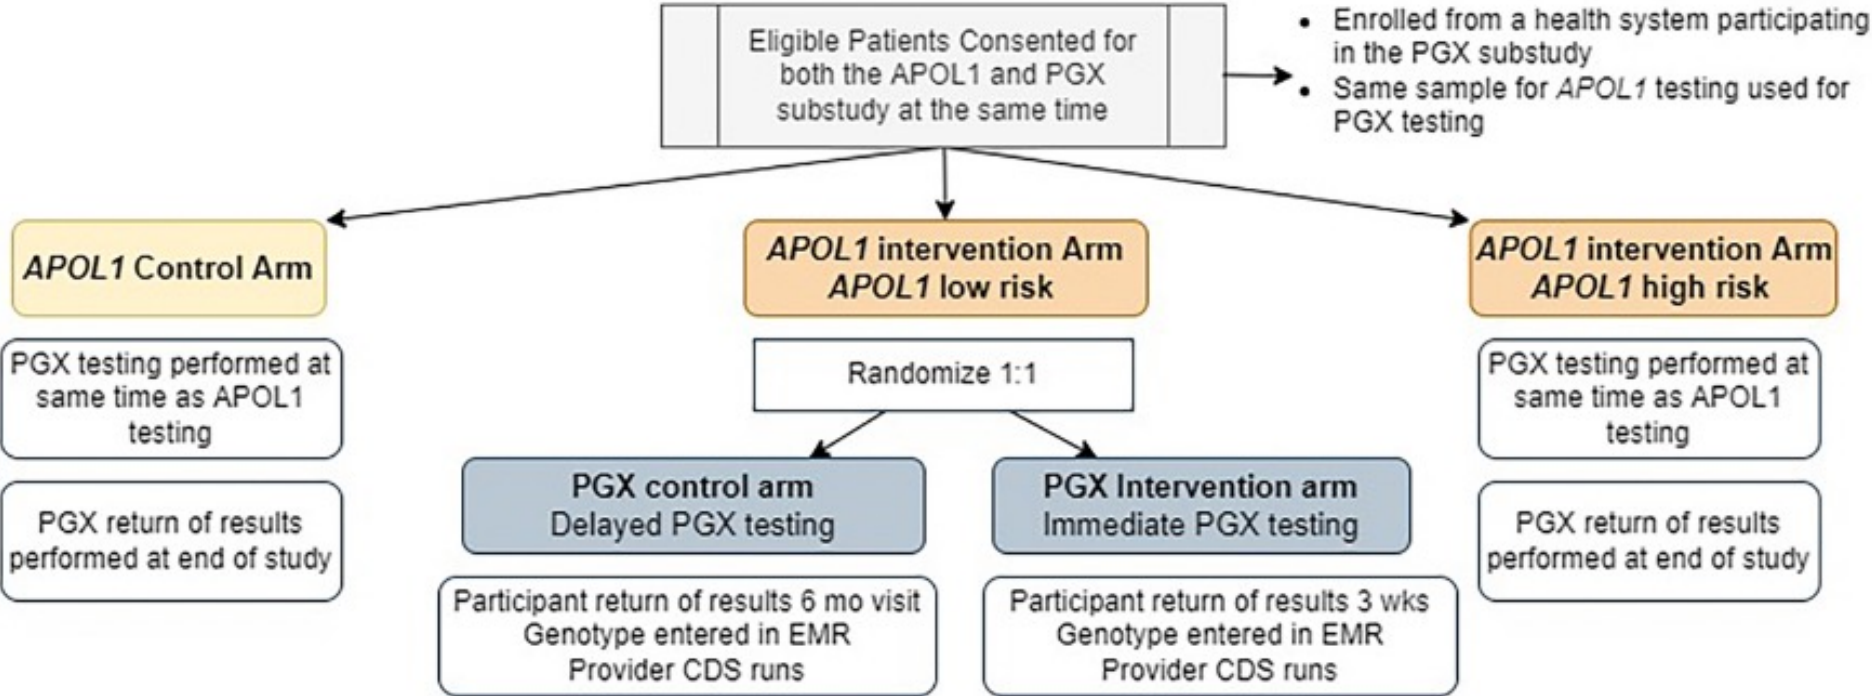 Eligible Patients Consented for
both the APOL1 and PGX
substudy at the same time
• Enrolled from a health system participating
in the PGX substudy
• Same sample for APOL1 testing used for
PGX testing
APOL1 Control Arm
PGX testing performed at
same time as APOL1
testing
PGX return of results
performed at end of study
APOL1 intervention Arm
APOL1 low risk
Randomize 1:1
PGX control arm
Delayed PGX testing
Participant return of results 6 mo visit
Genotype entered in EMR
Provider CDS runs
PGX Intervention arm
Immediate PGX testing
Participant return of results 3 wks
Genotype entered in EMR
Provider CDS runs
APOL1 intervention Arm
APOL1 high risk
PGX testing performed at
same time as APOL1
testing
PGX return of results
performed at end of study